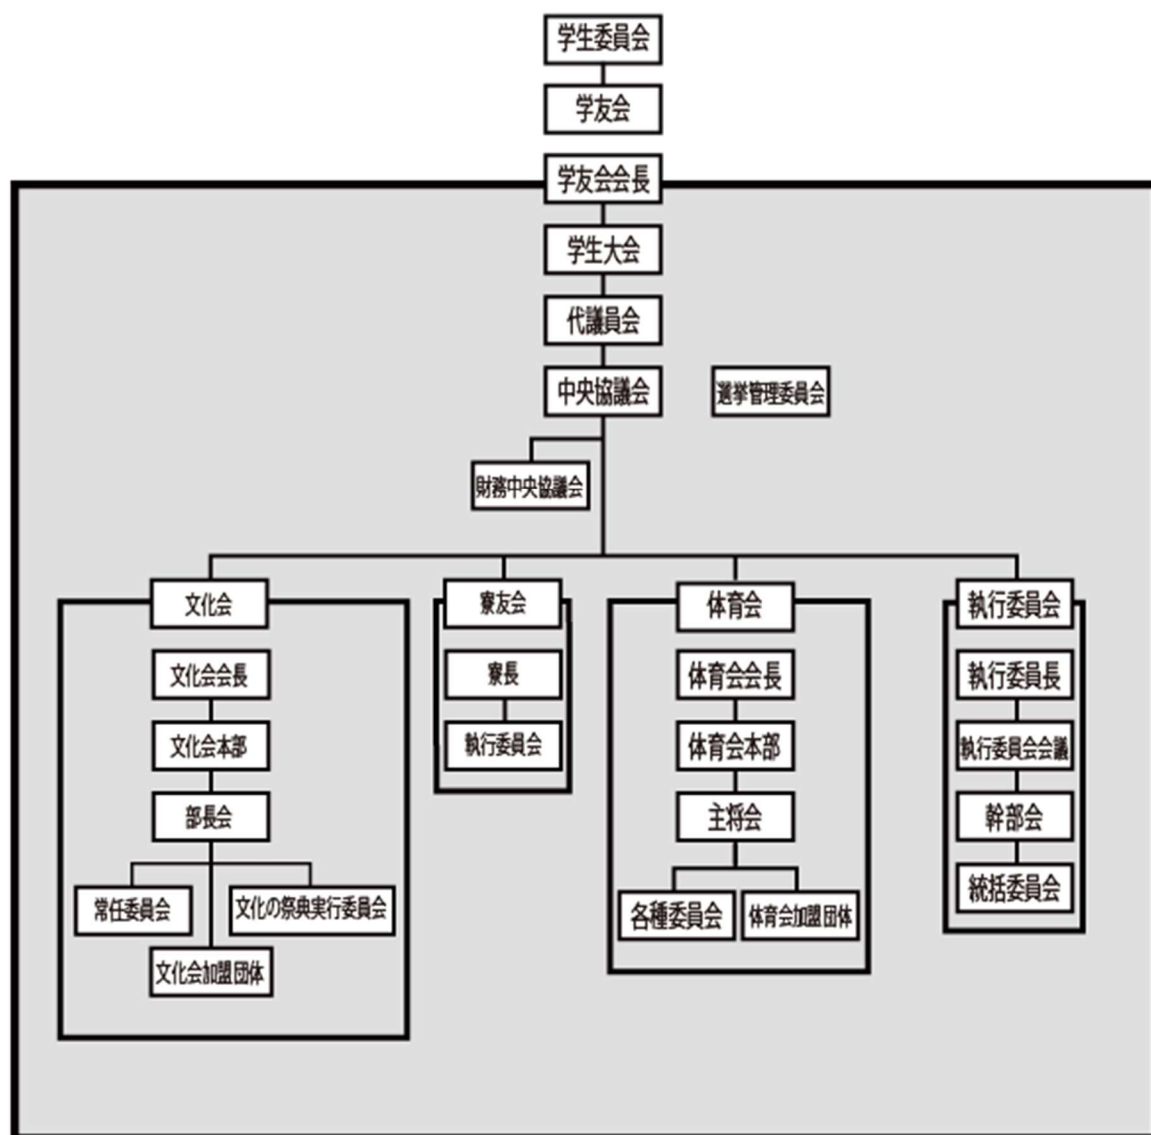 学生委員会
学友会
学友会会長
学生大会
代議員会
中央協議会
選挙管理委員会
財務中央協議会
文化会
文化会会長
文化会本部
部長会
常任委員会
文化の祭典実行委員会
文化会加盟団体
寮友会
寮長
執行委員会
体育会
体育会会長
体育会本部
主将会
各種委員会
体育会加盟団体
執行委員会
執行委員長
執行委員会会議
幹部会
統括委員会